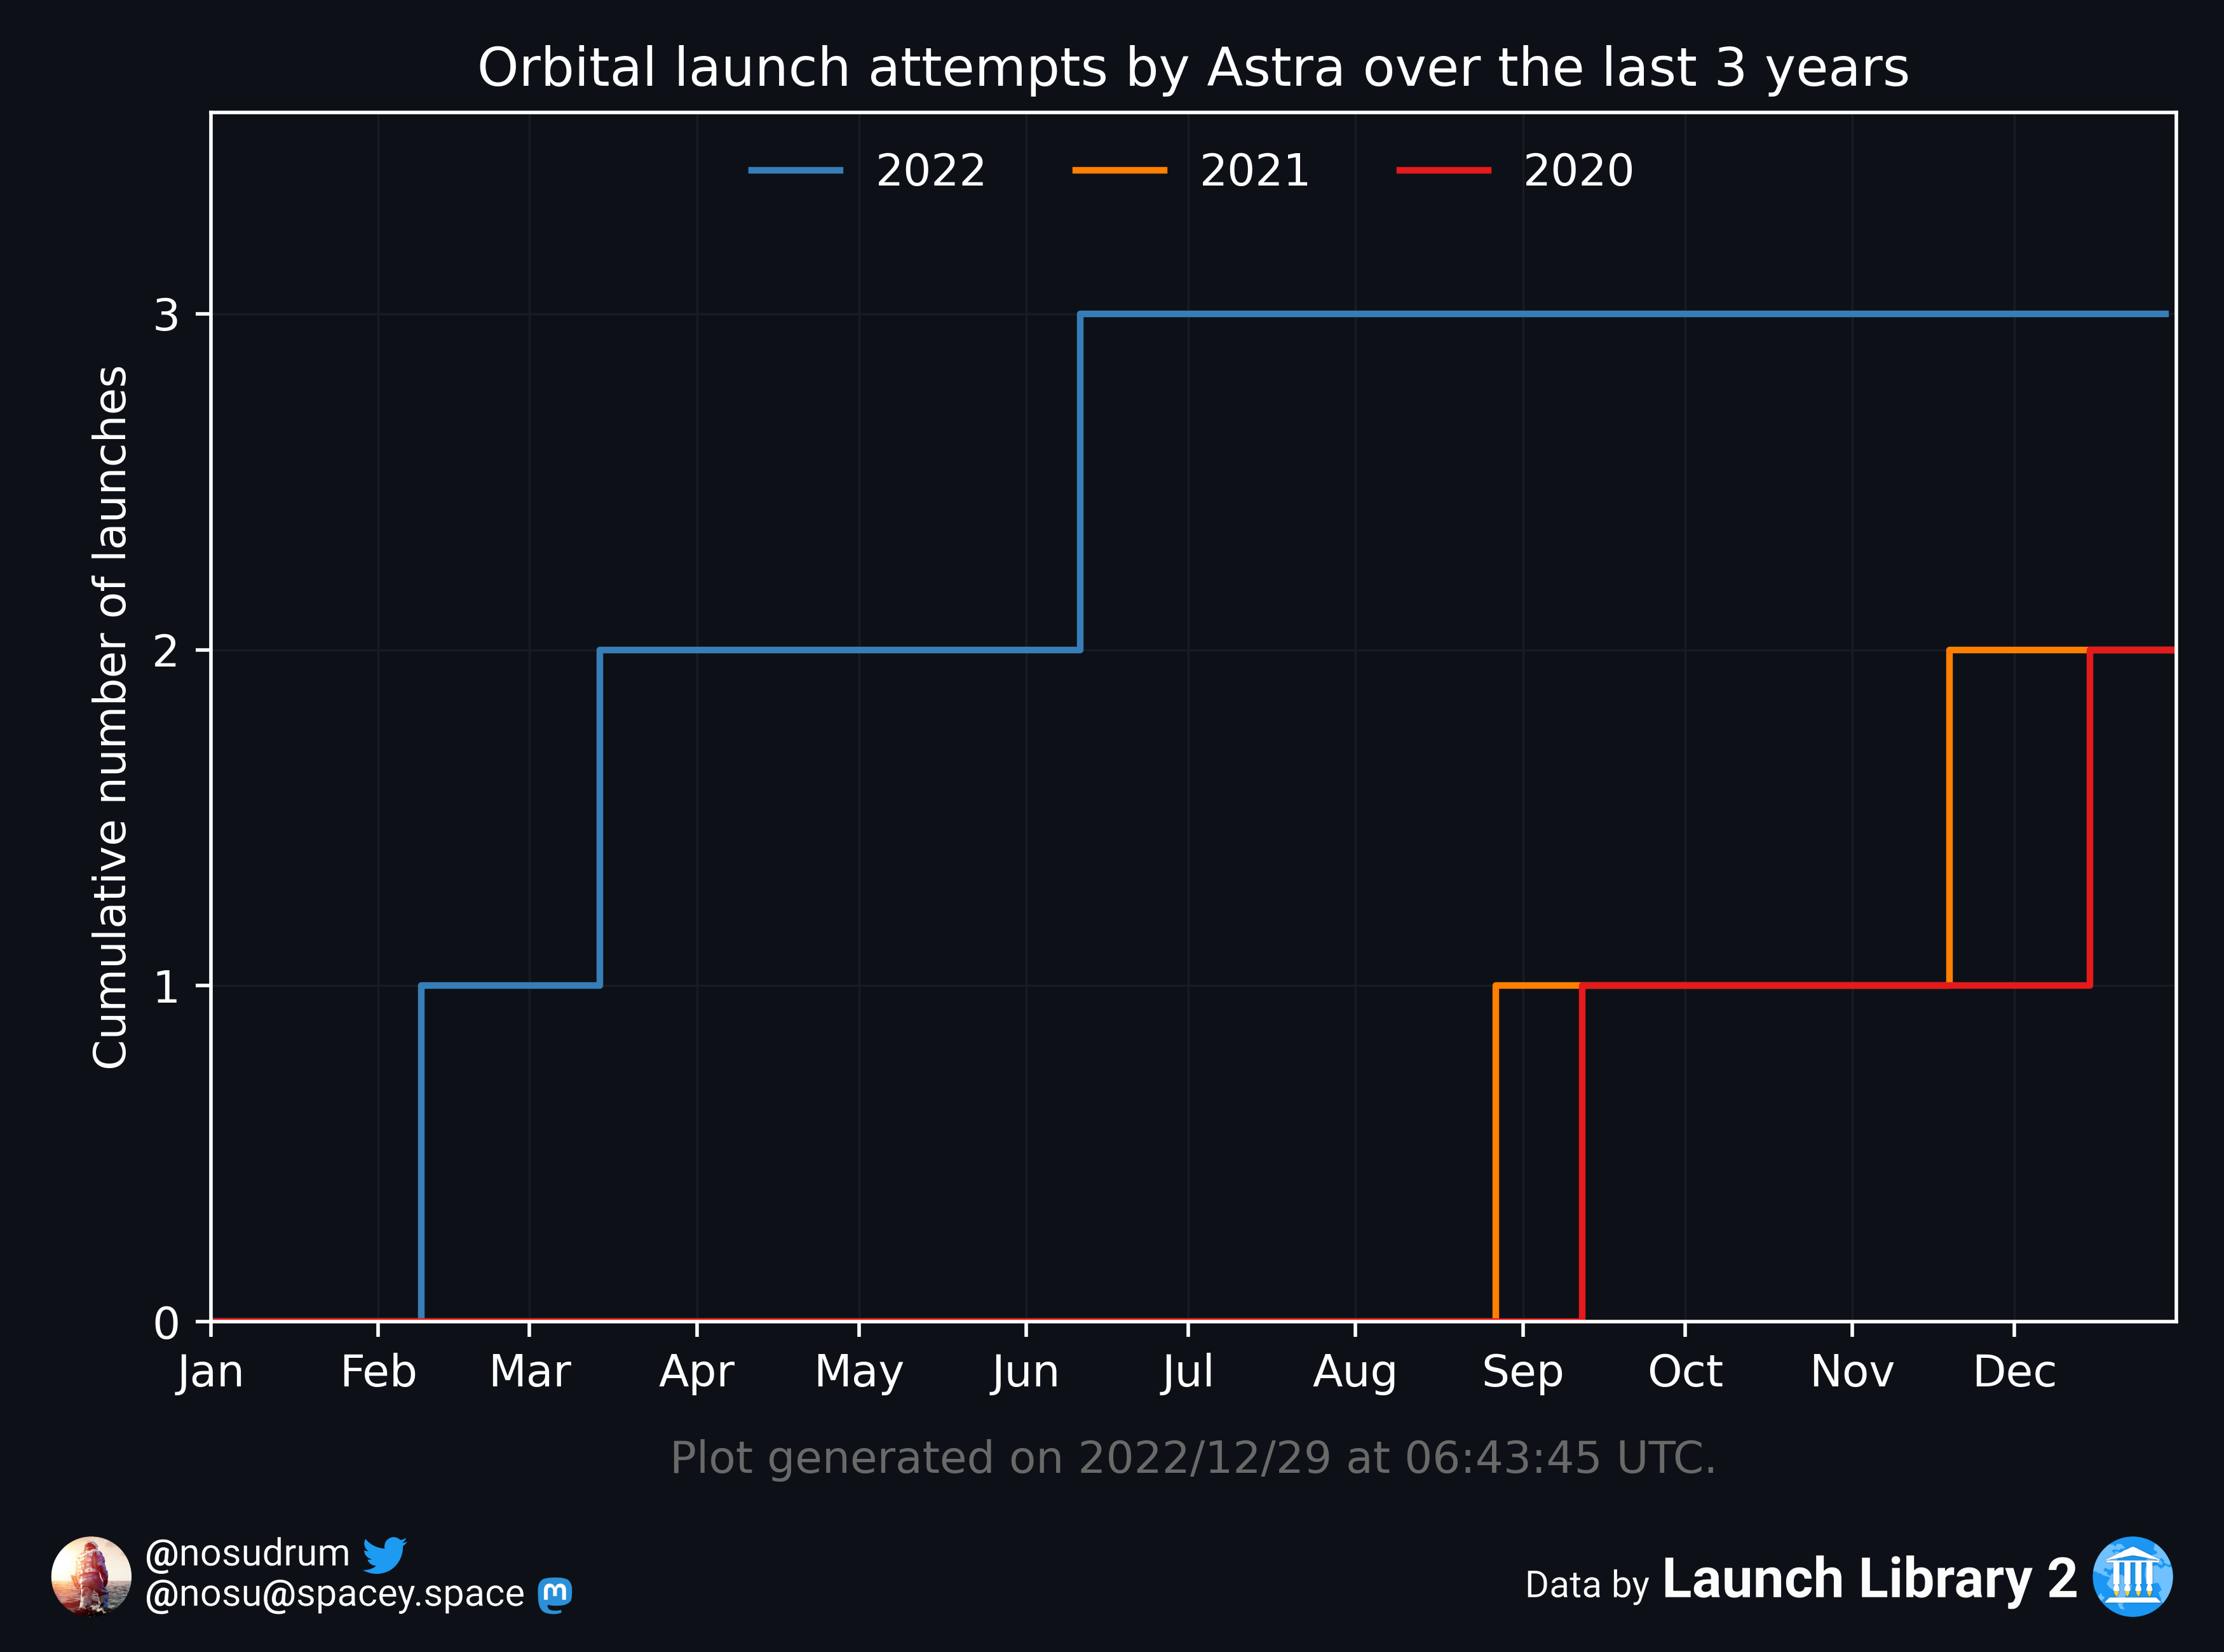 Orbital launch attempts by Astra over the last 3 years
2022 2021 2020
Cumulative number of launches
3
2
1
0
Jan Feb Mar Apr May Jun Jul Aug Sep Oct Nov Dec
Plot generated on 2022/12/29 at 06:43:45 UTC.
@nosudrum
@nosu@spacey.space m
Data by Launch Library 2